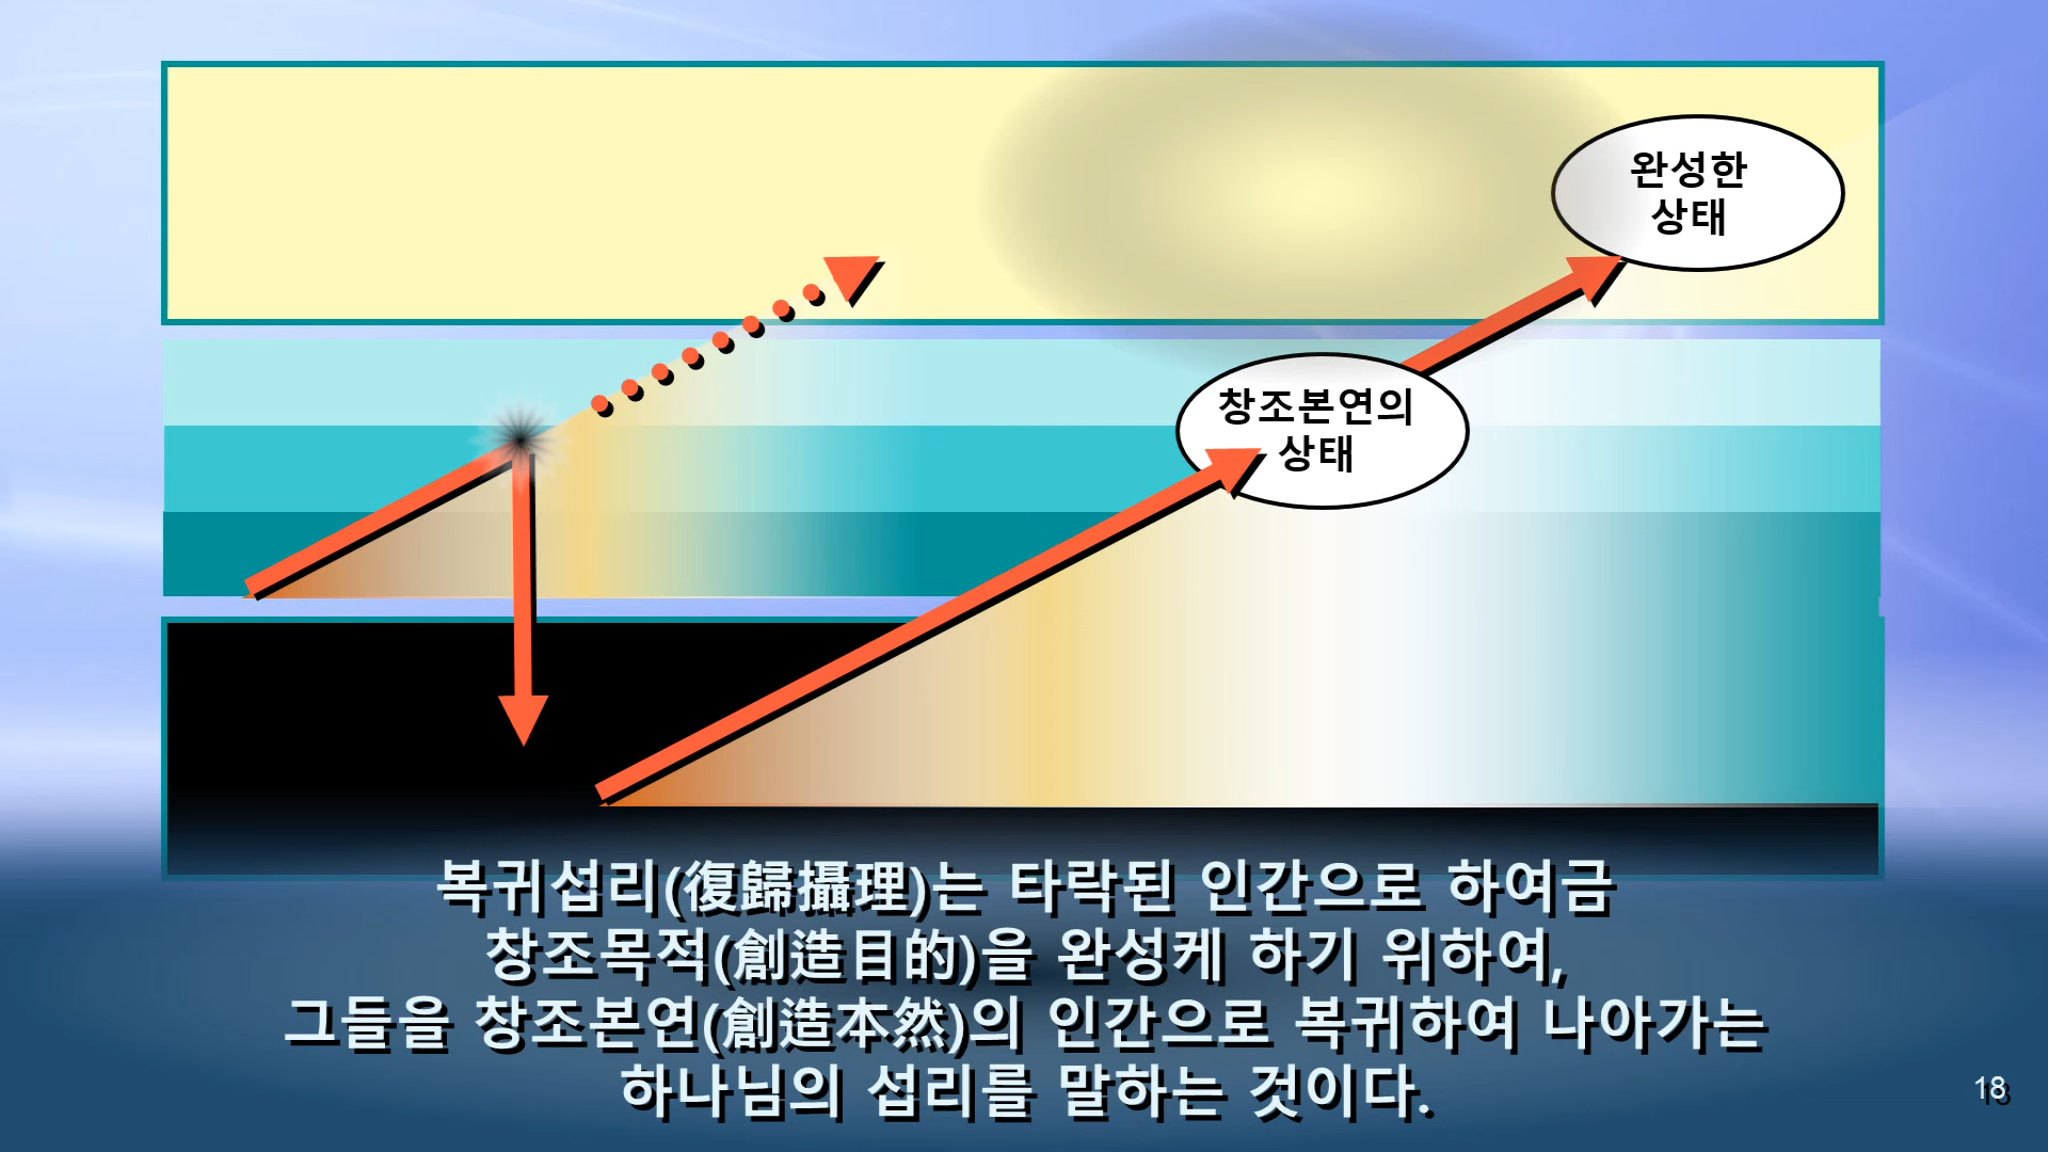 완성한
상태
창조본연의
상태
복귀섭리(復歸攝理)는 타락된 인간으로 하여금
창조목적(創造目的)을 완성케 하기 위하여,
그들을 창조본연(創造本然)의 인간으로 복귀하여 나아가는
하나님의 섭리를 말하는 것이다.
18